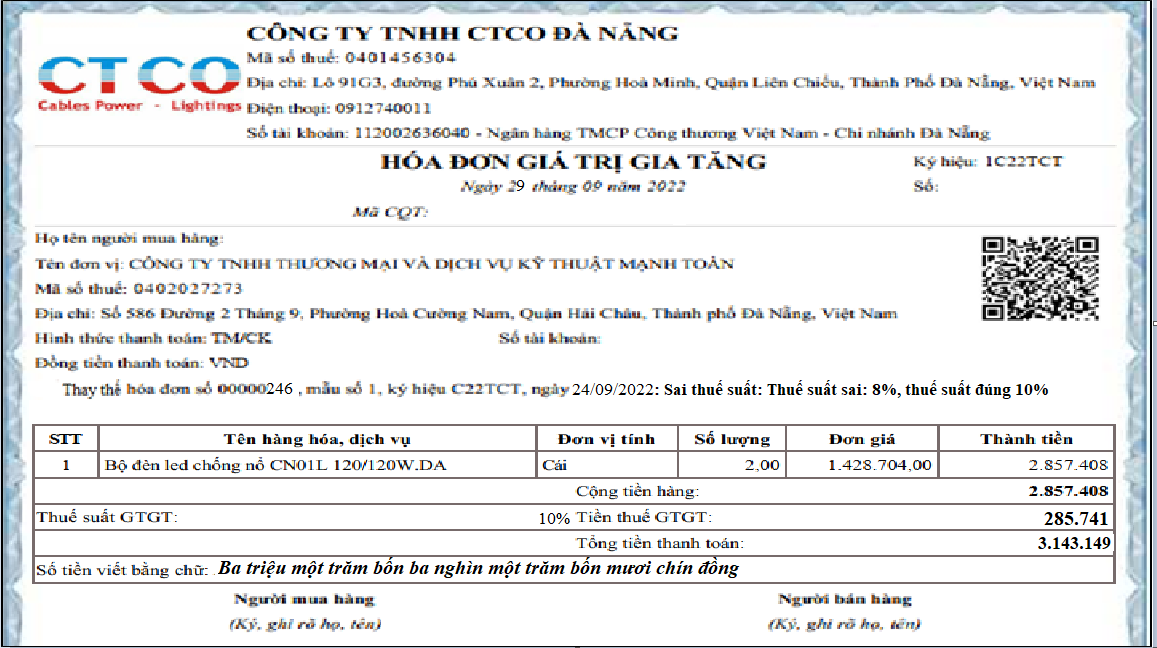 CÔNG TY TNHH CTCO ĐÀ NẴNG
CTCO
Cables Power - Lightings
Mã số thuế: 0401456304
Địa chỉ: Lô 91G3, đường Phú Xuân 2, Phường Hoà Minh, Quận Liên Chiểu, Thành Phố Đà Nẵng, Việt Nam
Điện thoại: 0912740011
Số tài khoản: 112002636040 - Ngân hàng TMCP Công thương Việt Nam - Chi nhánh Đà Nẵng
HÓA ĐƠN GIÁ TRỊ GIA TĂNG Ký hiệu: 1C22TCT
Ngày 29 tháng 09 năm 2022 Số:
Mã CQT:
Họ tên người mua hàng:
Tên đơn vị: CÔNG TY TNHH THƯƠNG MẠI VÀ DỊCH VỤ KỸ THUẬT MẠNH TOÀN
Mã số thuế: 0402027273
Địa chỉ: Số 586 Đường 2 Tháng 9, Phường Hoà Cường Nam, Quận Hải Châu, Thành phố Đà Nẵng, Việt Nam
Hình thức thanh toán: TM/CK Số tài khoản:
Đồng tiền thanh toán: VND
Thay thế hóa đơn số 00000246 , mẫu số 1, ký hiệu C22TCT, ngày 24/09/2022: Sai thuế suất: Thuế suất sai: 8%, thuế suất đúng 10%
STT Tên hàng hóa, dịch vụ Đơn vị tính Số lượng Đơn giá Thành tiền
1 Bộ đèn led chống nổ CN01L 120/120W.DA Cái 2,00 1.428.704,00 2.857.408
Cộng tiền hàng: 2.857.408
Thuế suất GTGT: 10% Tiền thuế GTGT: 285.741
Tổng tiền thanh toán: 3.143.149
Số tiền viết bằng chữ: Ba triệu một trăm bốn ba nghìn một trăm bốn mươi chín đồng
Người mua hàng Người bán hàng
(Ký, ghi rõ họ, tên) (Ký, ghi rõ họ, tên)